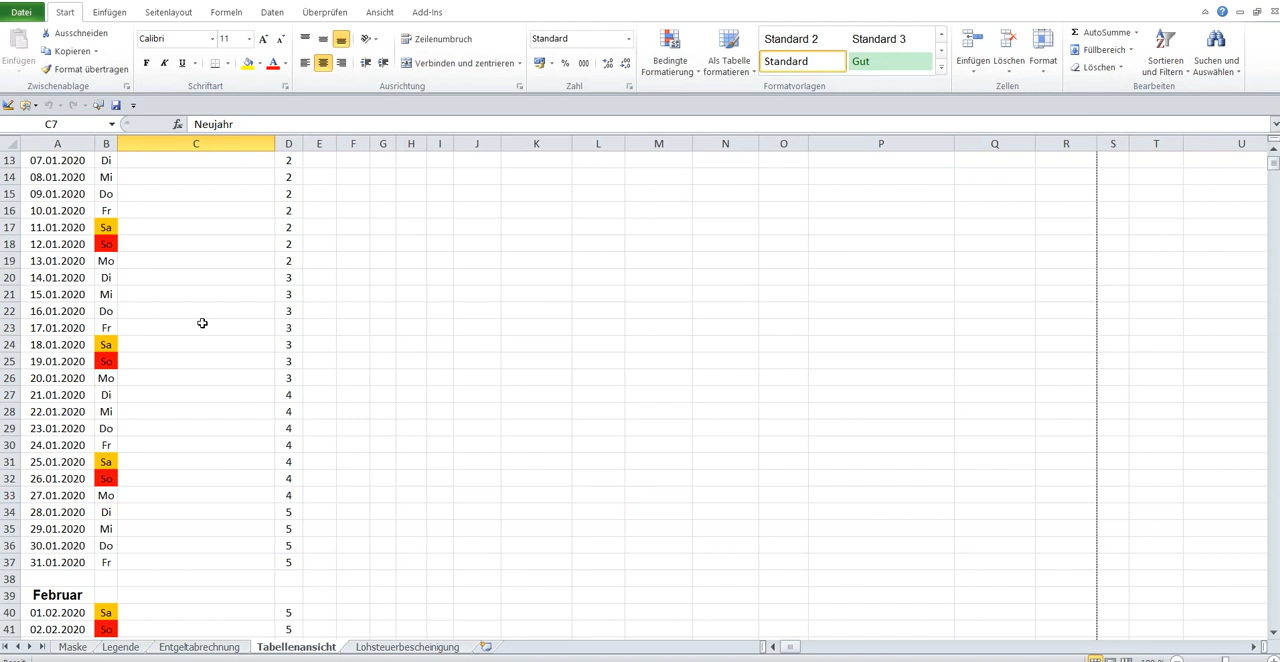 Datei Start Einfügen Seitenlayout Formeln Daten Überprüfen Ansicht Add-Ins
Einfügen
Ausschneiden
Kopieren
Format übertragen
Zwischenablage
Calibri 11
F K U
Schriftart
Zeilenumbruch
Verbinden und zentrieren
Ausrichtung
Standard
% 000
Zahl
Bedingte Formatierung
Als Tabelle formatieren
Standard 2 Standard 3
Standard Gut
Formatvorlagen
Einfügen Löschen Format
Zellen
Σ AutoSumme
Füllbereich
Löschen
Sortieren und Filtern
Suchen und Auswählen
Bearbeiten
C7 fx Neujahr
A B C D E F G H I J K L M N O P Q R S T U
13 07.01.2020 Di 2
14 08.01.2020 Mi 2
15 09.01.2020 Do 2
16 10.01.2020 Fr 2
17 11.01.2020 Sa 2
18 12.01.2020 So 2
19 13.01.2020 Mo 2
20 14.01.2020 Di 3
21 15.01.2020 Mi 3
22 16.01.2020 Do 3
23 17.01.2020 Fr 3
24 18.01.2020 Sa 3
25 19.01.2020 So 3
26 20.01.2020 Mo 3
27 21.01.2020 Di 4
28 22.01.2020 Mi 4
29 23.01.2020 Do 4
30 24.01.2020 Fr 4
31 25.01.2020 Sa 4
32 26.01.2020 So 4
33 27.01.2020 Mo 4
34 28.01.2020 Di 5
35 29.01.2020 Mi 5
36 30.01.2020 Do 5
37 31.01.2020 Fr 5
38
39 Februar
40 01.02.2020 Sa 5
41 02.02.2020 So 5
Maske Legende Entgeltabrechnung Tabellenansicht Lohsteuerbescheinigung